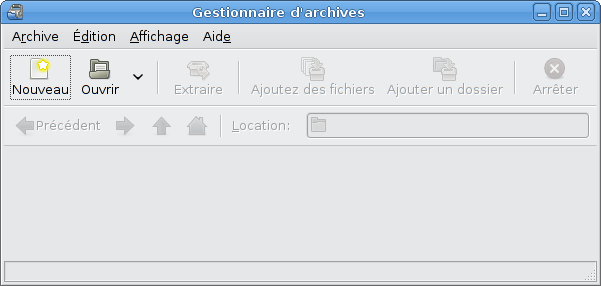 Gestionnaire d'archives
Archive Édition Affichage Aide
Nouveau Ouvrir Extraire Ajoutez des fichiers Ajouter un dossier Arrêter
Précédent Location: